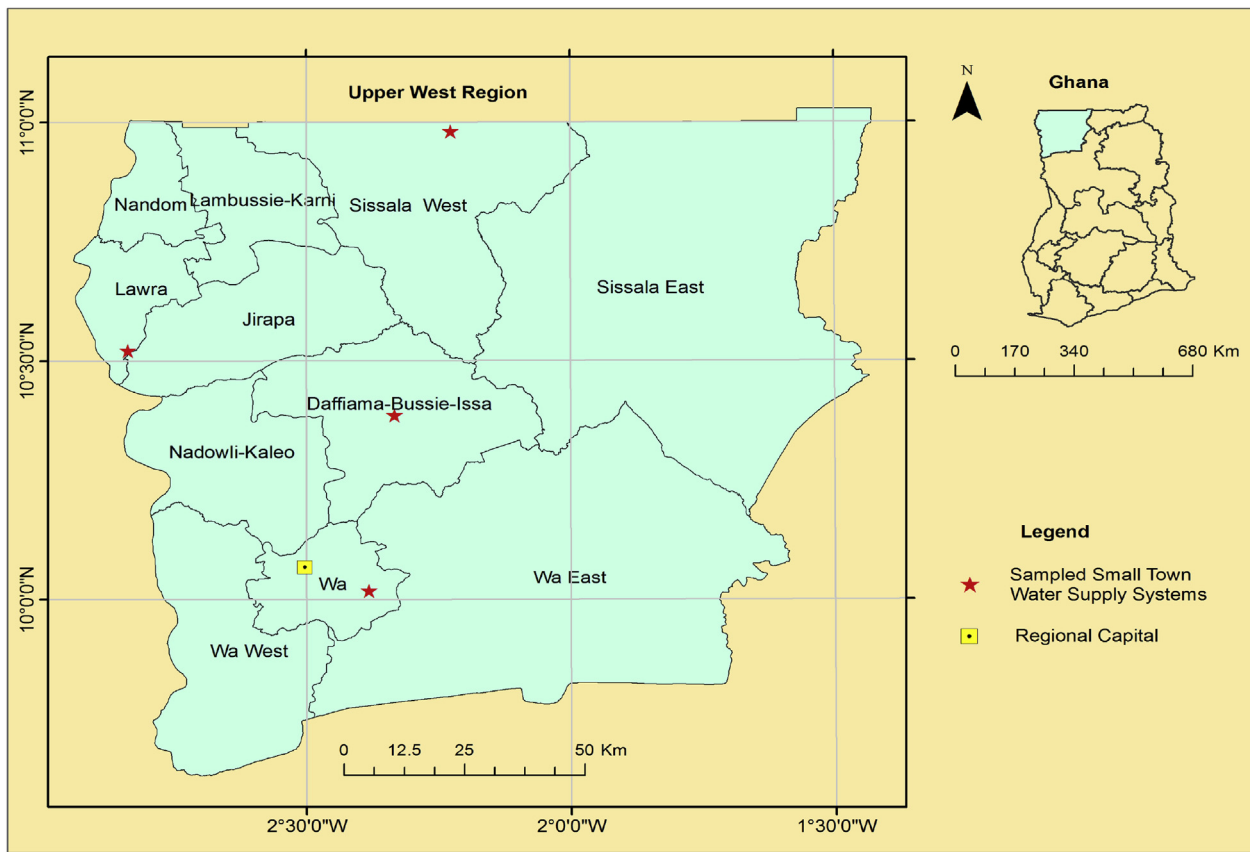 Upper West Region
N
Ghana
11°0'0"N
10°30'0"N
10°0'0"N
Nandom
Lambussie-Karni
Sissala West
Lawra
Jirapa
Sissala East
Daffiama-Bussie-Issa
Nadowli-Kaleo
Wa
Wa East
Wa West
0 12.5 25 50 Km
2°30'0"W 2°0'0"W 1°30'0"W
0 170 340 680 Km
Legend
Sampled Small Town
Water Supply Systems
Regional Capital